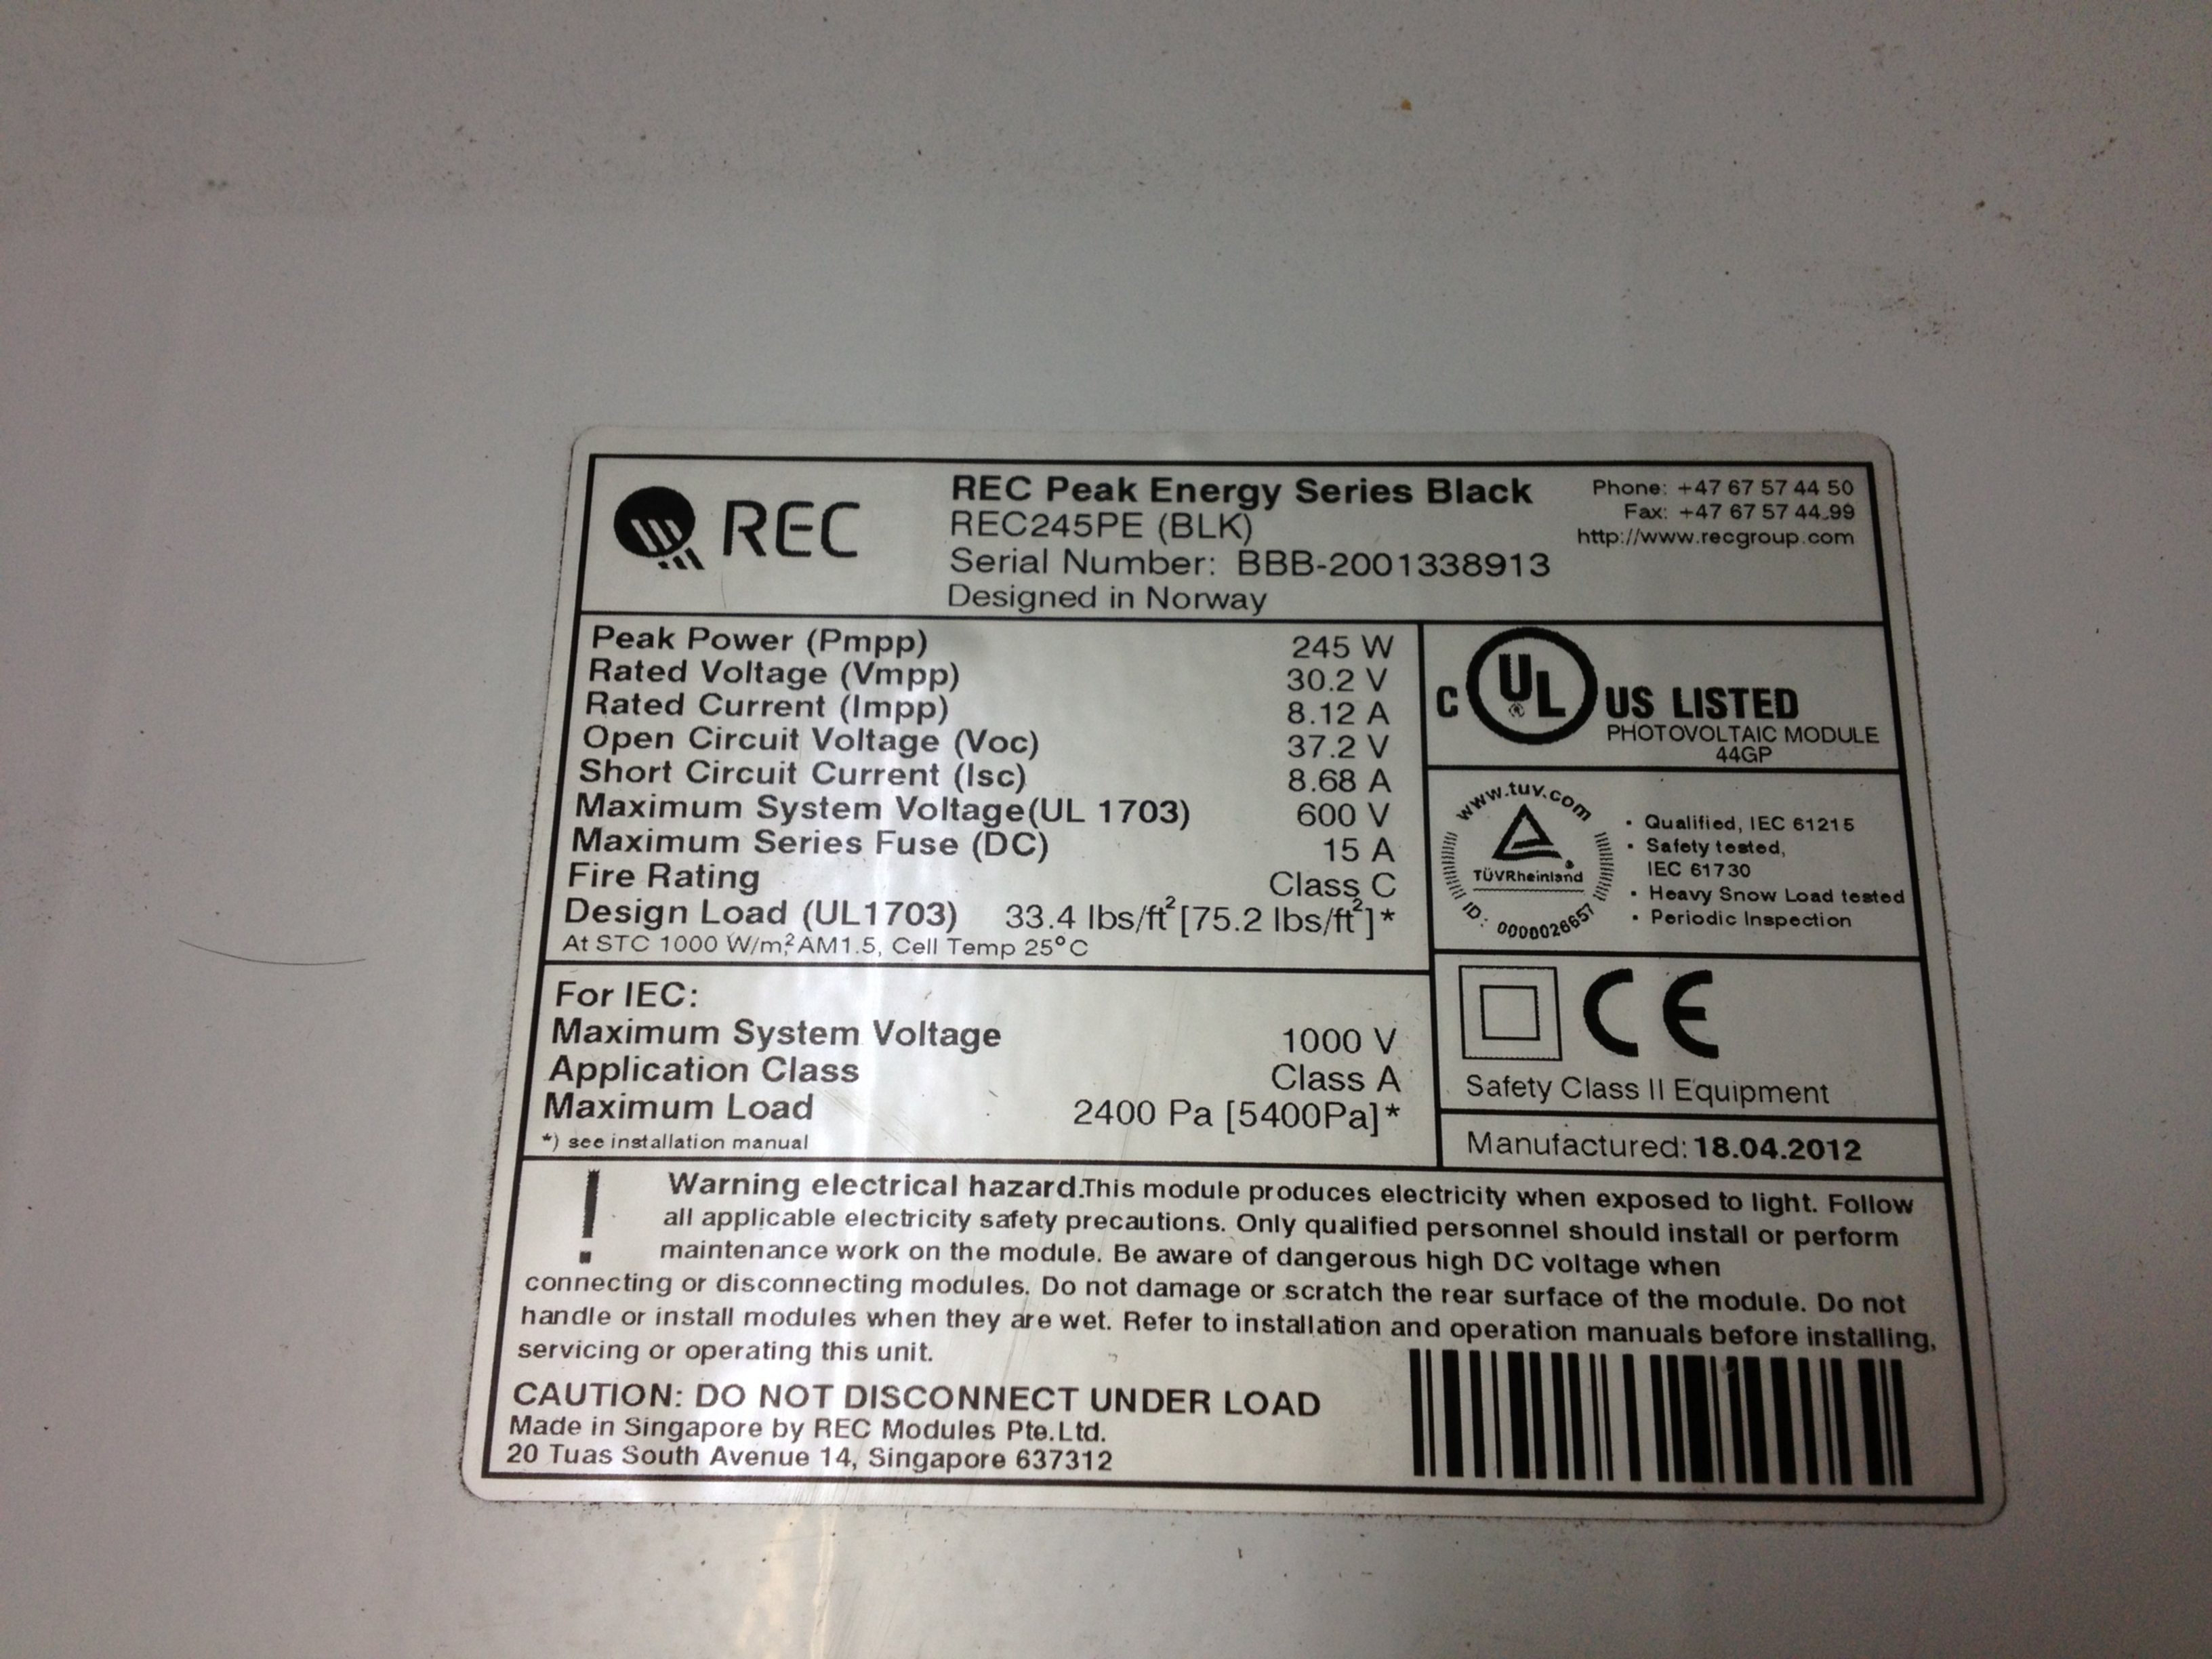 REC
REC Peak Energy Series Black
REC245PE (BLK)
Serial Number: BBB-2001338913
Designed in Norway
Phone: +47 67 57 44 50
Fax: +47 67 57 44 99
http://www.recgroup.com
Peak Power (Pmpp) 245 W
Rated Voltage (Vmpp) 30.2 V
Rated Current (Impp) 8.12 A
Open Circuit Voltage (Voc) 37.2 V
Short Circuit Current (Isc) 8.68 A
Maximum System Voltage(UL 1703) 600 V
Maximum Series Fuse (DC) 15 A
Fire Rating Class C
Design Load (UL1703) 33.4 lbs/ft² [75.2 lbs/ft²]*
At STC 1000 W/m², AM1.5, Cell Temp 25°C
C UL ® US LISTED
PHOTOVOLTAIC MODULE
44GP
www.tuv.com
TÜVRheinland ®
ID: 0000026657
• Qualified, IEC 61215
• Safety tested,
IEC 61730
• Heavy Snow Load tested
• Periodic Inspection
For IEC:
Maximum System Voltage 1000 V
Application Class Class A
Maximum Load 2400 Pa [5400Pa]*
*) see installation manual
CE
Safety Class II Equipment
Manufactured: 18.04.2012
! Warning electrical hazard.This module produces electricity when exposed to light. Follow
all applicable electricity safety precautions. Only qualified personnel should install or perform
maintenance work on the module. Be aware of dangerous high DC voltage when
connecting or disconnecting modules. Do not damage or scratch the rear surface of the module. Do not
handle or install modules when they are wet. Refer to installation and operation manuals before installing,
servicing or operating this unit.
CAUTION: DO NOT DISCONNECT UNDER LOAD
Made in Singapore by REC Modules Pte.Ltd.
20 Tuas South Avenue 14, Singapore 637312